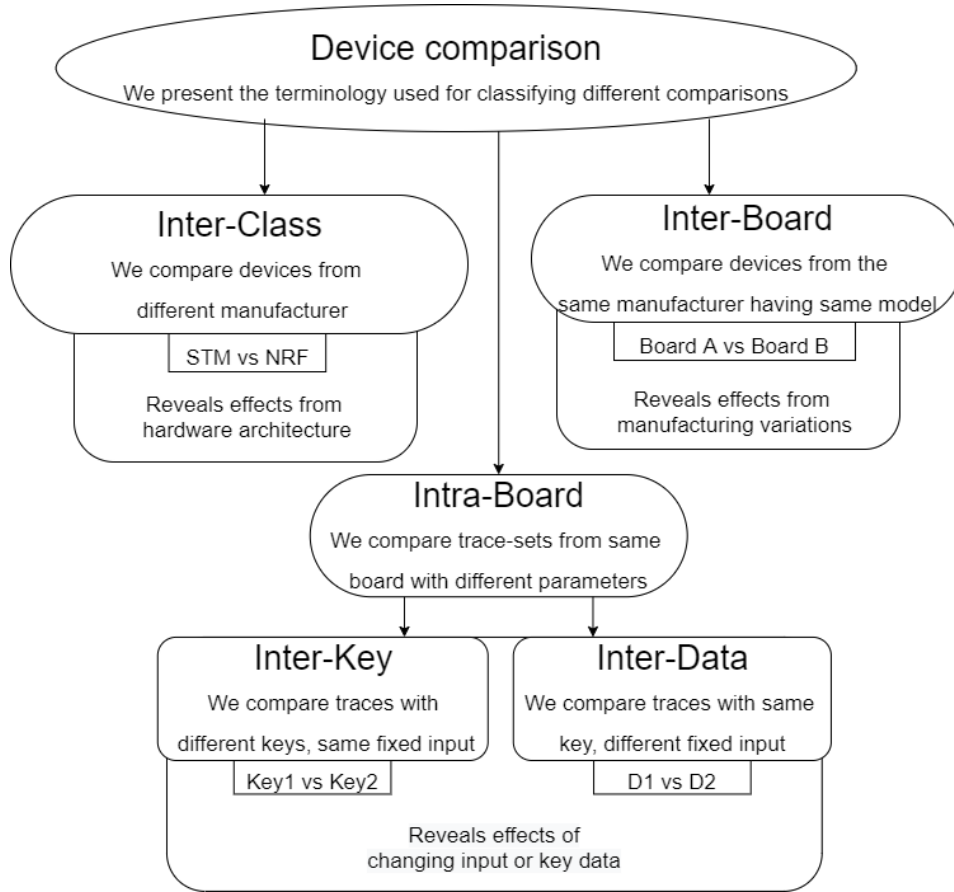 Device comparison
We present the terminology used for classifying different comparisons
Inter-Class
We compare devices from
different manufacturer
STM vs NRF
Reveals effects from
hardware architecture
Inter-Board
We compare devices from the
same manufacturer having same model
Board A vs Board B
Reveals effects from
manufacturing variations
Intra-Board
We compare trace-sets from same
board with different parameters
Inter-Key
We compare traces with
different keys, same fixed input
Key1 vs Key2
Inter-Data
We compare traces with same
key, different fixed input
D1 vs D2
Reveals effects of
changing input or key data